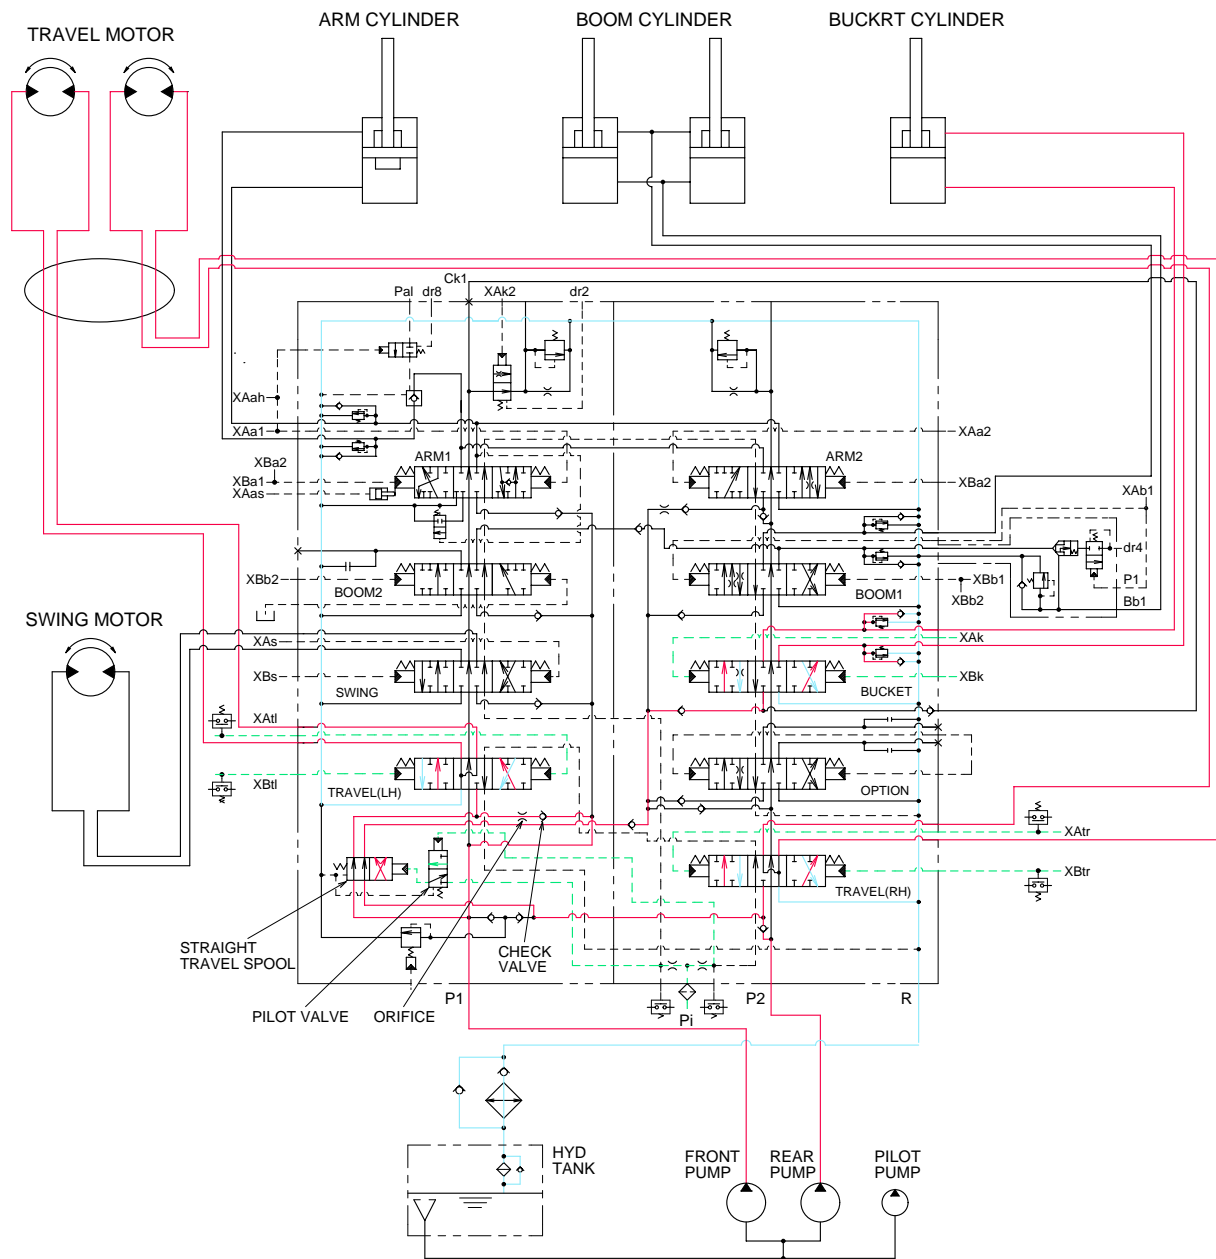 ARM CYLINDER
BOOM CYLINDER
BUCKRT CYLINDER
TRAVEL MOTOR
Ck1
Pal
dr8
XAk2
dr2
XAah
XAa1
XAa2
XBa2
ARM1
ARM2
XBa1
XBa2
XAas
XAb1
dr4
XBb2
BOOM2
BOOM1
XBb1
P1
XBb2
Bb1
SWING MOTOR
XAs
XAk
XBs
XBk
SWING
BUCKET
XAtl
XBtl
TRAVEL(LH)
OPTION
XAtr
XBtr
TRAVEL(RH)
STRAIGHT
TRAVEL SPOOL
CHECK
VALVE
PILOT VALVE
ORIFICE
P1
P2
R
Pi
HYD
TANK
FRONT
PUMP
REAR
PUMP
PILOT
PUMP